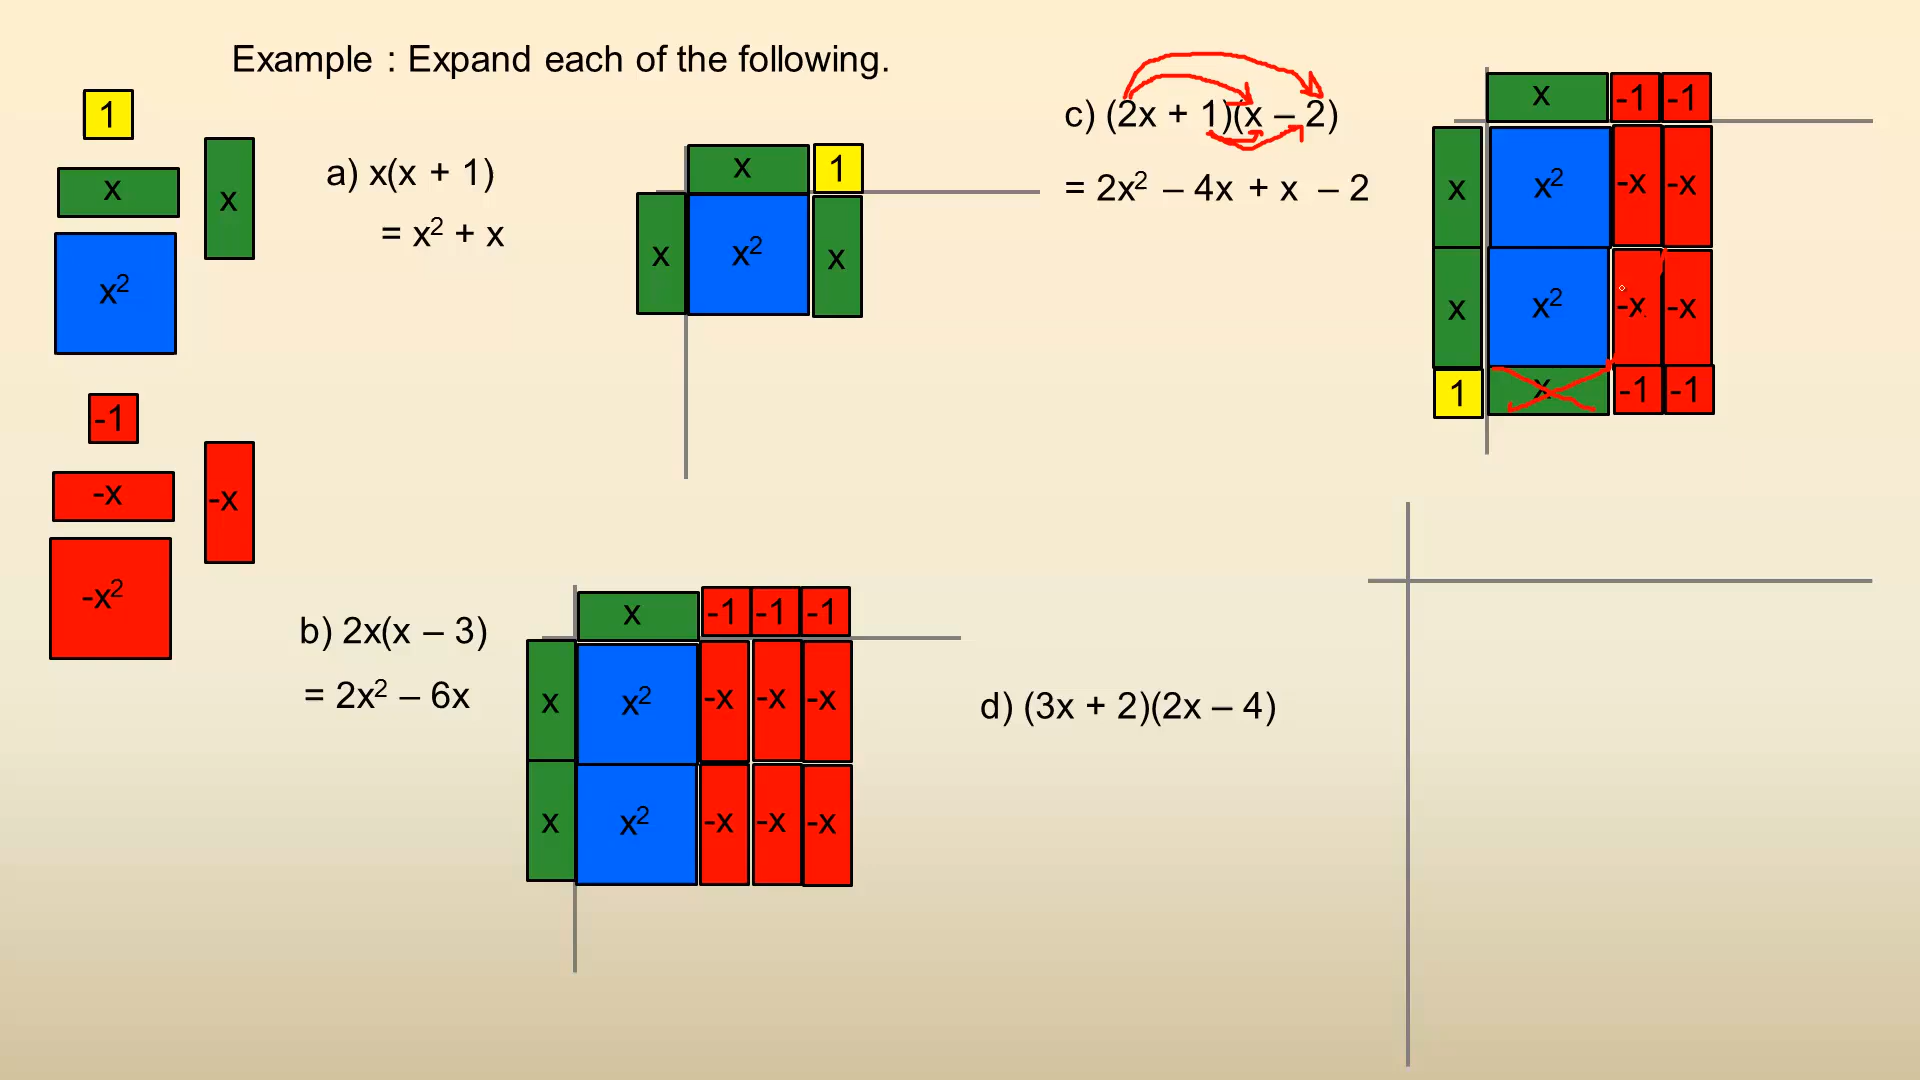 Example : Expand each of the following.
1
x
x
x²
-1
-x
-x
-x²
a) x(x + 1)
= x² + x
x 1
x x² x
b) 2x(x – 3)
= 2x² – 6x
x -1 -1 -1
x x² -x -x -x
x x² -x -x -x
c) (2x + 1)(x – 2)
= 2x² – 4x + x – 2
x -1 -1
x x² -x -x
x x² -x -x
1 x -1 -1
d) (3x + 2)(2x – 4)